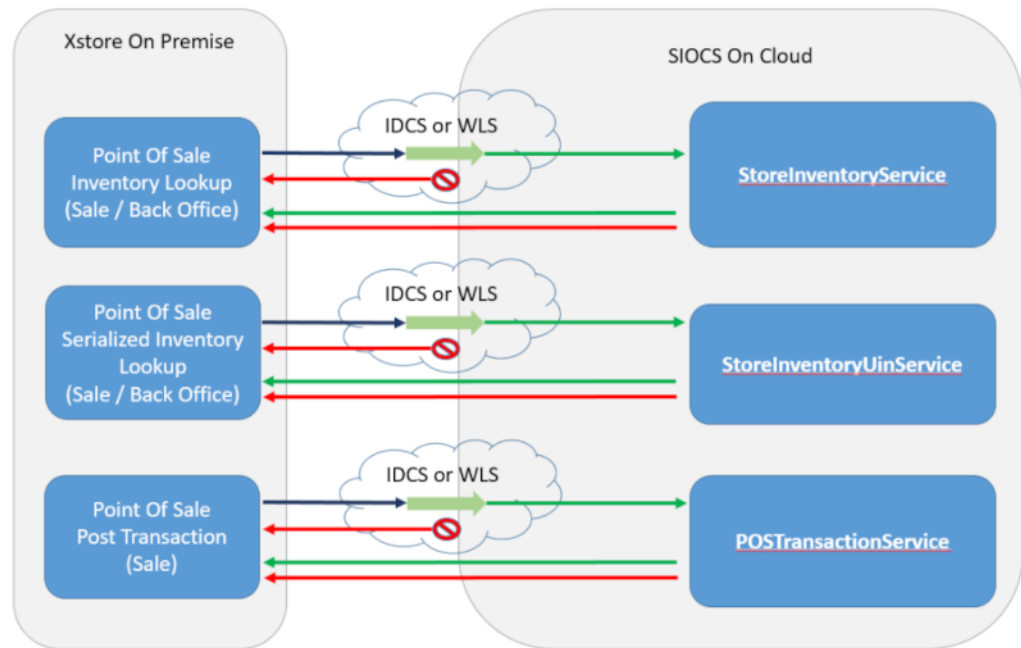 Xstore On Premise
SIOCS On Cloud
Point Of Sale
Inventory Lookup
(Sale / Back Office)
IDCS or WLS
StoreInventoryService
Point Of Sale
Serialized Inventory
Lookup
(Sale / Back Office)
IDCS or WLS
StoreInventoryUinService
Point Of Sale
Post Transaction
(Sale)
IDCS or WLS
POSTransactionService